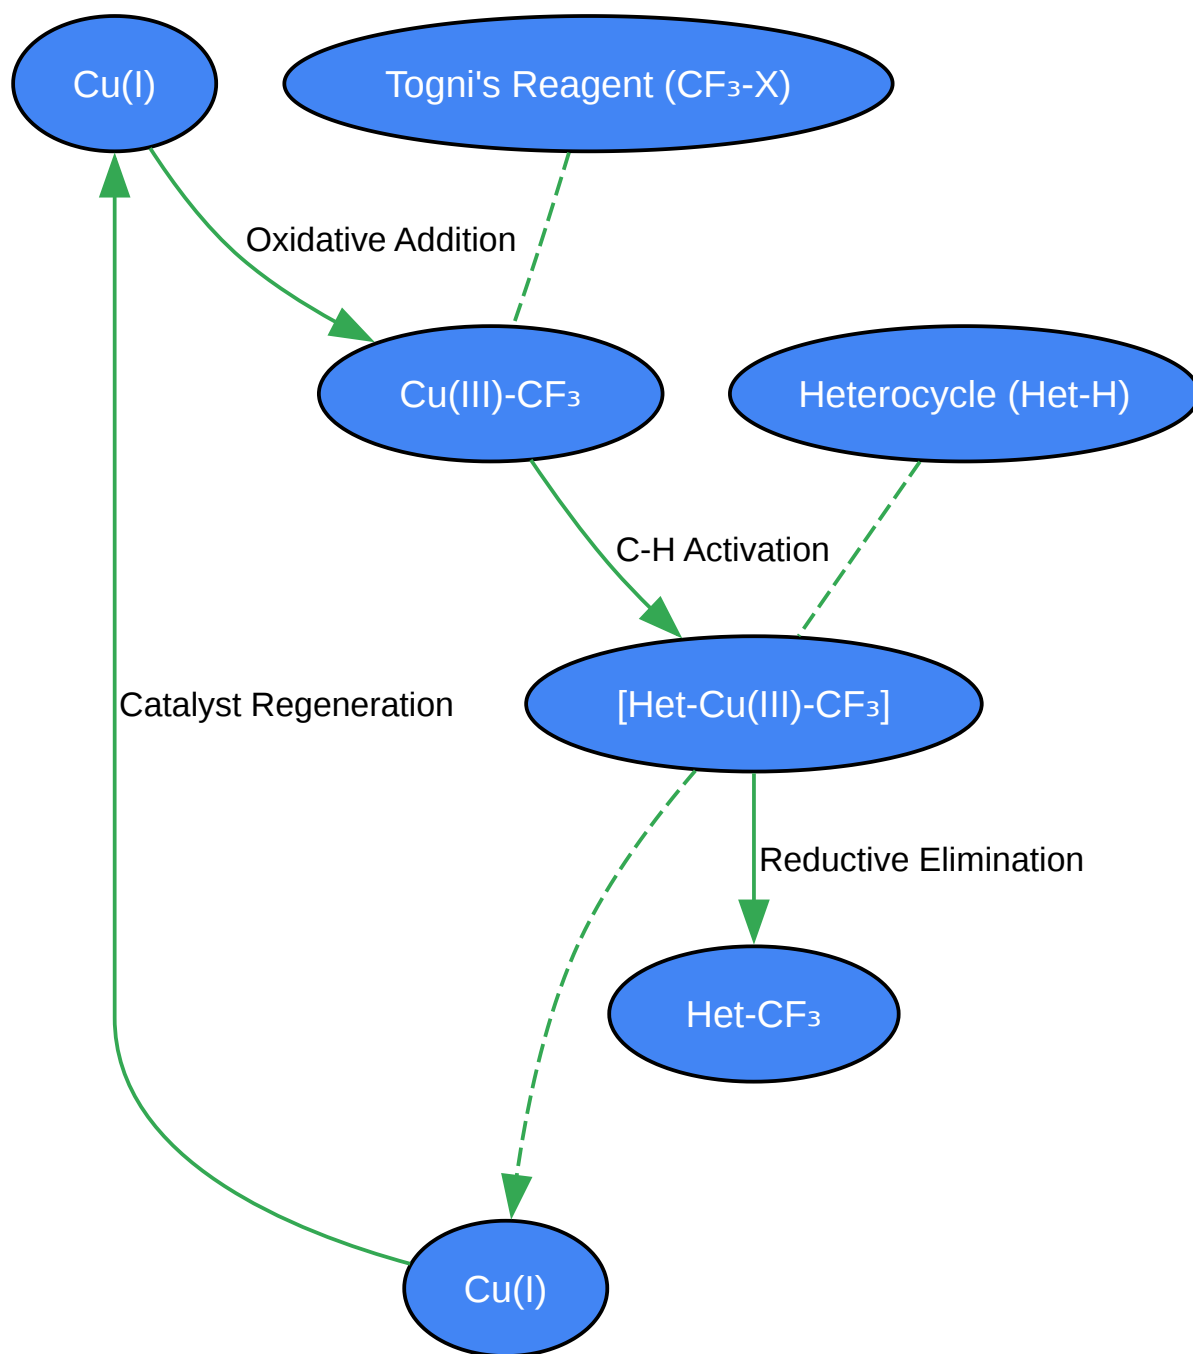 Cu(I)
Togni's Reagent (CF₃-X)
Oxidative Addition
Cu(III)-CF₃
Heterocycle (Het-H)
C-H Activation
Catalyst Regeneration
[Het-Cu(III)-CF₃]
Reductive Elimination
Het-CF₃
Cu(I)